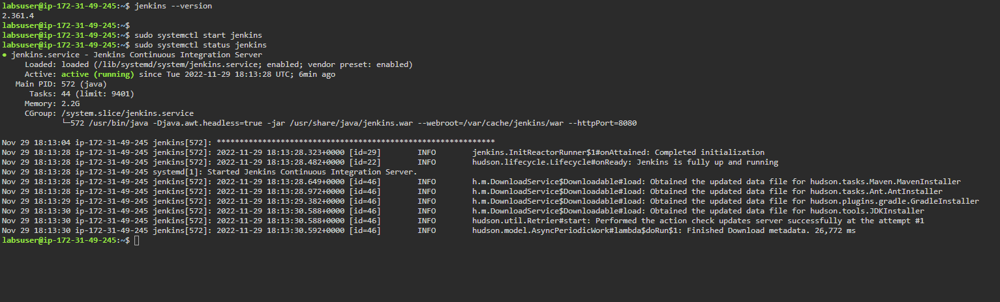 labsuser@ip-172-31-49-245:~$ jenkins --version
2.361.4
labsuser@ip-172-31-49-245:~$
labsuser@ip-172-31-49-245:~$ sudo systemctl start jenkins
labsuser@ip-172-31-49-245:~$ sudo systemctl status jenkins
● jenkins.service - Jenkins Continuous Integration Server
Loaded: loaded (/lib/systemd/system/jenkins.service; enabled; vendor preset: enabled)
Active: active (running) since Tue 2022-11-29 18:13:28 UTC; 6min ago
Main PID: 572 (java)
Tasks: 44 (limit: 9401)
Memory: 2.2G
CGroup: /system.slice/jenkins.service
└─572 /usr/bin/java -Djava.awt.headless=true -jar /usr/share/java/jenkins.war --webroot=/var/cache/jenkins/war --httpPort=8080
Nov 29 18:13:04 ip-172-31-49-245 jenkins[572]: *************************************************************
Nov 29 18:13:28 ip-172-31-49-245 jenkins[572]: 2022-11-29 18:13:28.323+0000 [id=29] INFO jenkins.InitReactorRunner$1#onAttained: Completed initialization
Nov 29 18:13:28 ip-172-31-49-245 jenkins[572]: 2022-11-29 18:13:28.482+0000 [id=22] INFO hudson.lifecycle.Lifecycle#onReady: Jenkins is fully up and running
Nov 29 18:13:28 ip-172-31-49-245 systemd[1]: Started Jenkins Continuous Integration Server.
Nov 29 18:13:28 ip-172-31-49-245 jenkins[572]: 2022-11-29 18:13:28.649+0000 [id=46] INFO h.m.DownloadService$Downloadable#load: Obtained the updated data file for hudson.tasks.Maven.MavenInstaller
Nov 29 18:13:28 ip-172-31-49-245 jenkins[572]: 2022-11-29 18:13:28.972+0000 [id=46] INFO h.m.DownloadService$Downloadable#load: Obtained the updated data file for hudson.tasks.Ant.AntInstaller
Nov 29 18:13:29 ip-172-31-49-245 jenkins[572]: 2022-11-29 18:13:29.382+0000 [id=46] INFO h.m.DownloadService$Downloadable#load: Obtained the updated data file for hudson.plugins.gradle.GradleInstaller
Nov 29 18:13:30 ip-172-31-49-245 jenkins[572]: 2022-11-29 18:13:30.588+0000 [id=46] INFO h.m.DownloadService$Downloadable#load: Obtained the updated data file for hudson.tools.JDKInstaller
Nov 29 18:13:30 ip-172-31-49-245 jenkins[572]: 2022-11-29 18:13:30.588+0000 [id=46] INFO hudson.util.Retrier#start: Performed the action check updates server successfully at the attempt #1
Nov 29 18:13:30 ip-172-31-49-245 jenkins[572]: 2022-11-29 18:13:30.592+0000 [id=46] INFO hudson.model.AsyncPeriodicWork#lambda$doRun$1: Finished Download metadata. 26,772 ms
labsuser@ip-172-31-49-245:~$